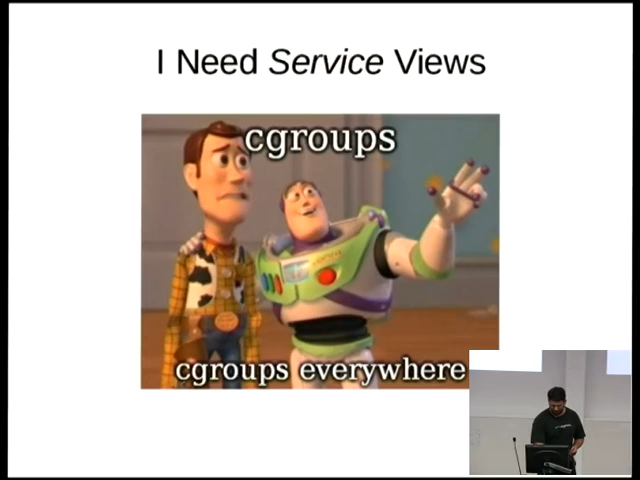 I Need Service Views
cgroups
cgroups everywhere